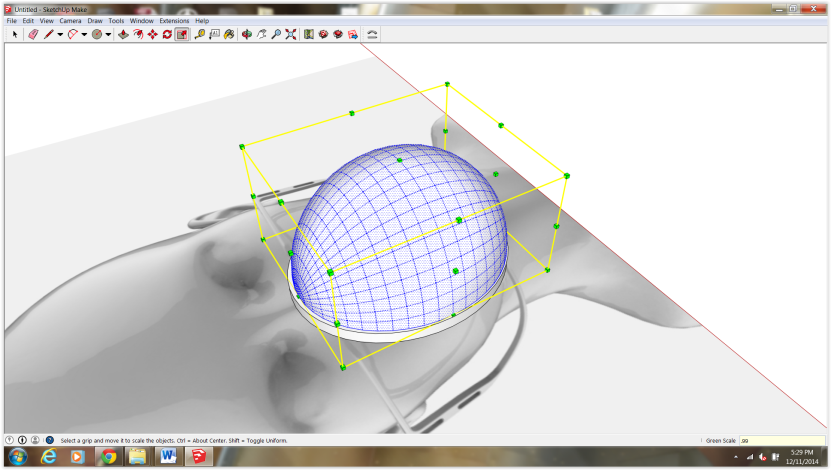 Untitled - SketchUp Make
File Edit View Camera Draw Tools Window Extensions Help
Select a grip and move it to scale the objects. Ctrl = About Center. Shift = Toggle Uniform.
Green Scale .99
5:29 PM
12/11/2014